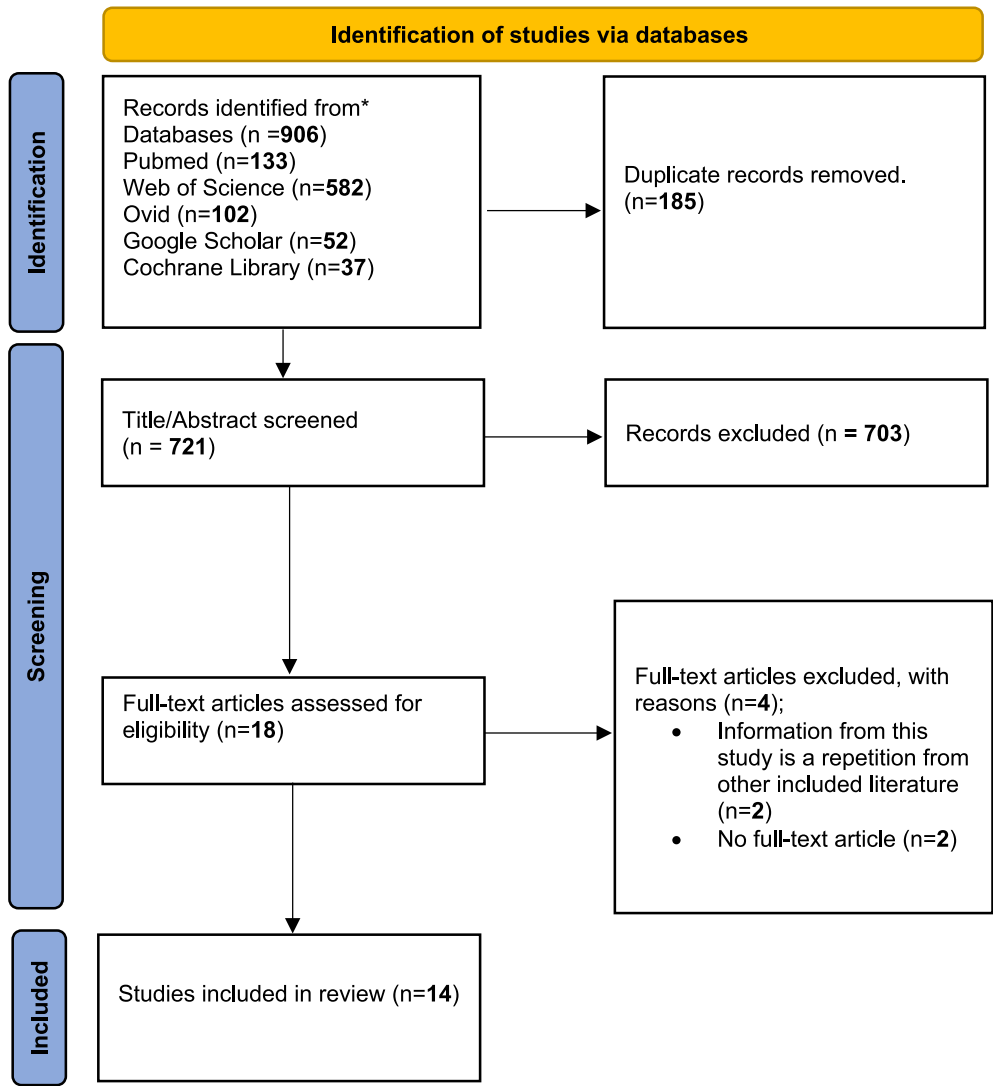 Identification of studies via databases
Identification
Records identified from*
Databases (n =906)
Pubmed (n=133)
Web of Science (n=582)
Ovid (n=102)
Google Scholar (n=52)
Cochrane Library (n=37)
Duplicate records removed.
(n=185)
Screening
Title/Abstract screened
(n = 721)
Records excluded (n = 703)
Full-text articles assessed for
eligibility (n=18)
Full-text articles excluded, with
reasons (n=4);
• Information from this
study is a repetition from
other included literature
(n=2)
• No full-text article (n=2)
Included
Studies included in review (n=14)